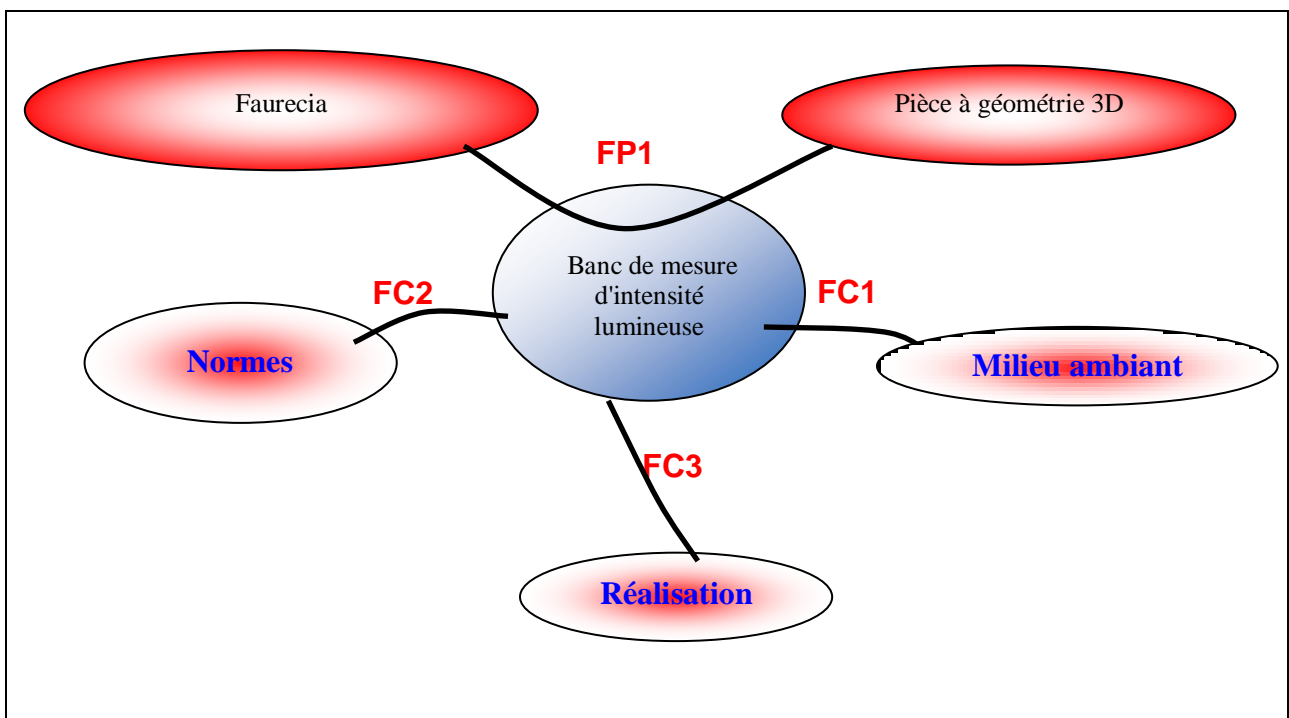 Faurecia
Pièce à géométrie 3D
FP1
Banc de mesure
d'intensité
lumineuse
FC2
FC1
Normes
Milieu ambiant
FC3
Réalisation